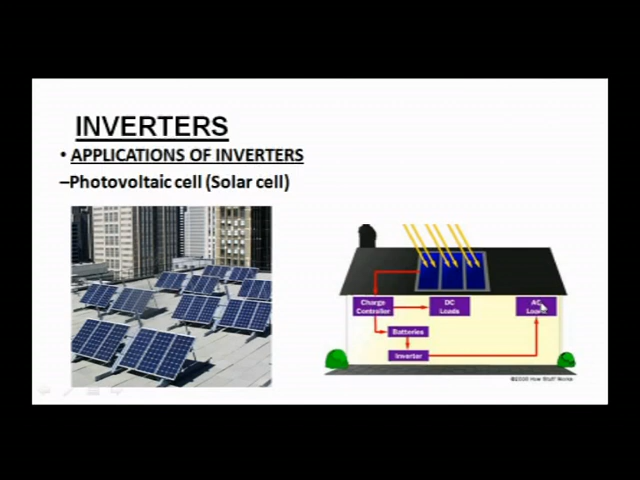 INVERTERS
• APPLICATIONS OF INVERTERS
–Photovoltaic cell (Solar cell)
Charge
Controller
DC
Loads
AC
Loads
Batteries
Inverter
How Stuff Works